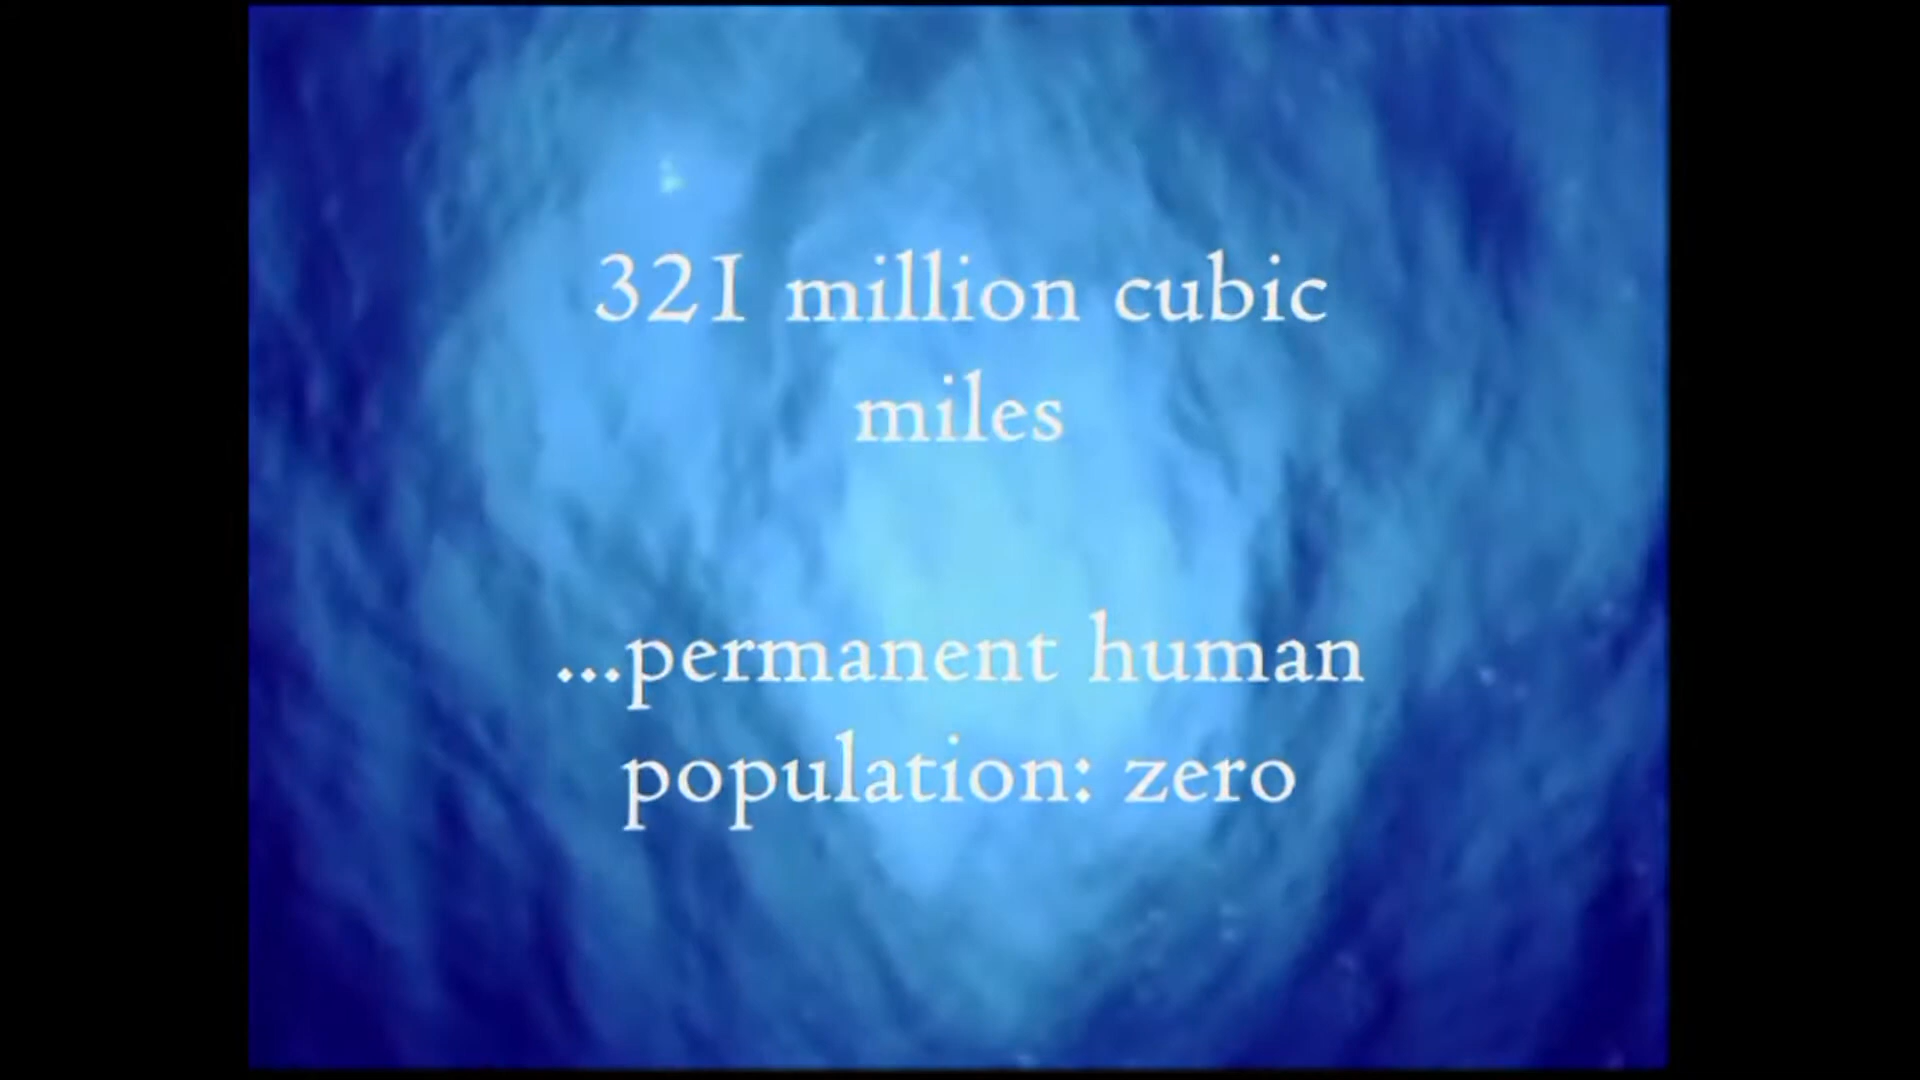 321 million cubic
miles
...permanent human
population: zero